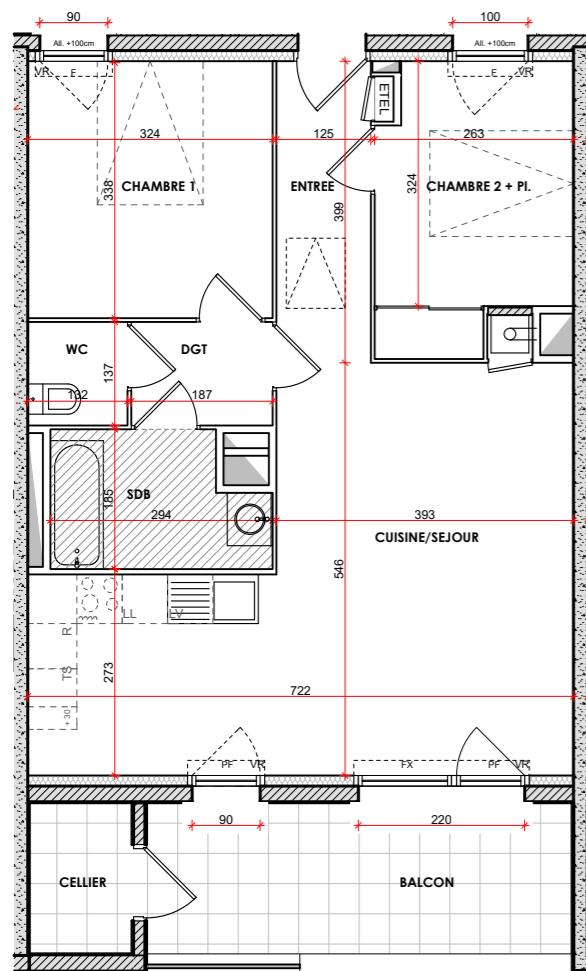 90
100
All. +100cm
All. +100cm
VR
F
F
VR
ETEL
324
125
263
CHAMBRE 1
ENTREE
CHAMBRE 2 + Pl.
338
399
324
WC
DGT
137
132
187
SDB
185
294
393
CUISINE/SEJOUR
546
LL
LV
R
TS
+ 30
273
722
PF
VR
FX
PF
VR
90
220
CELLIER
BALCON